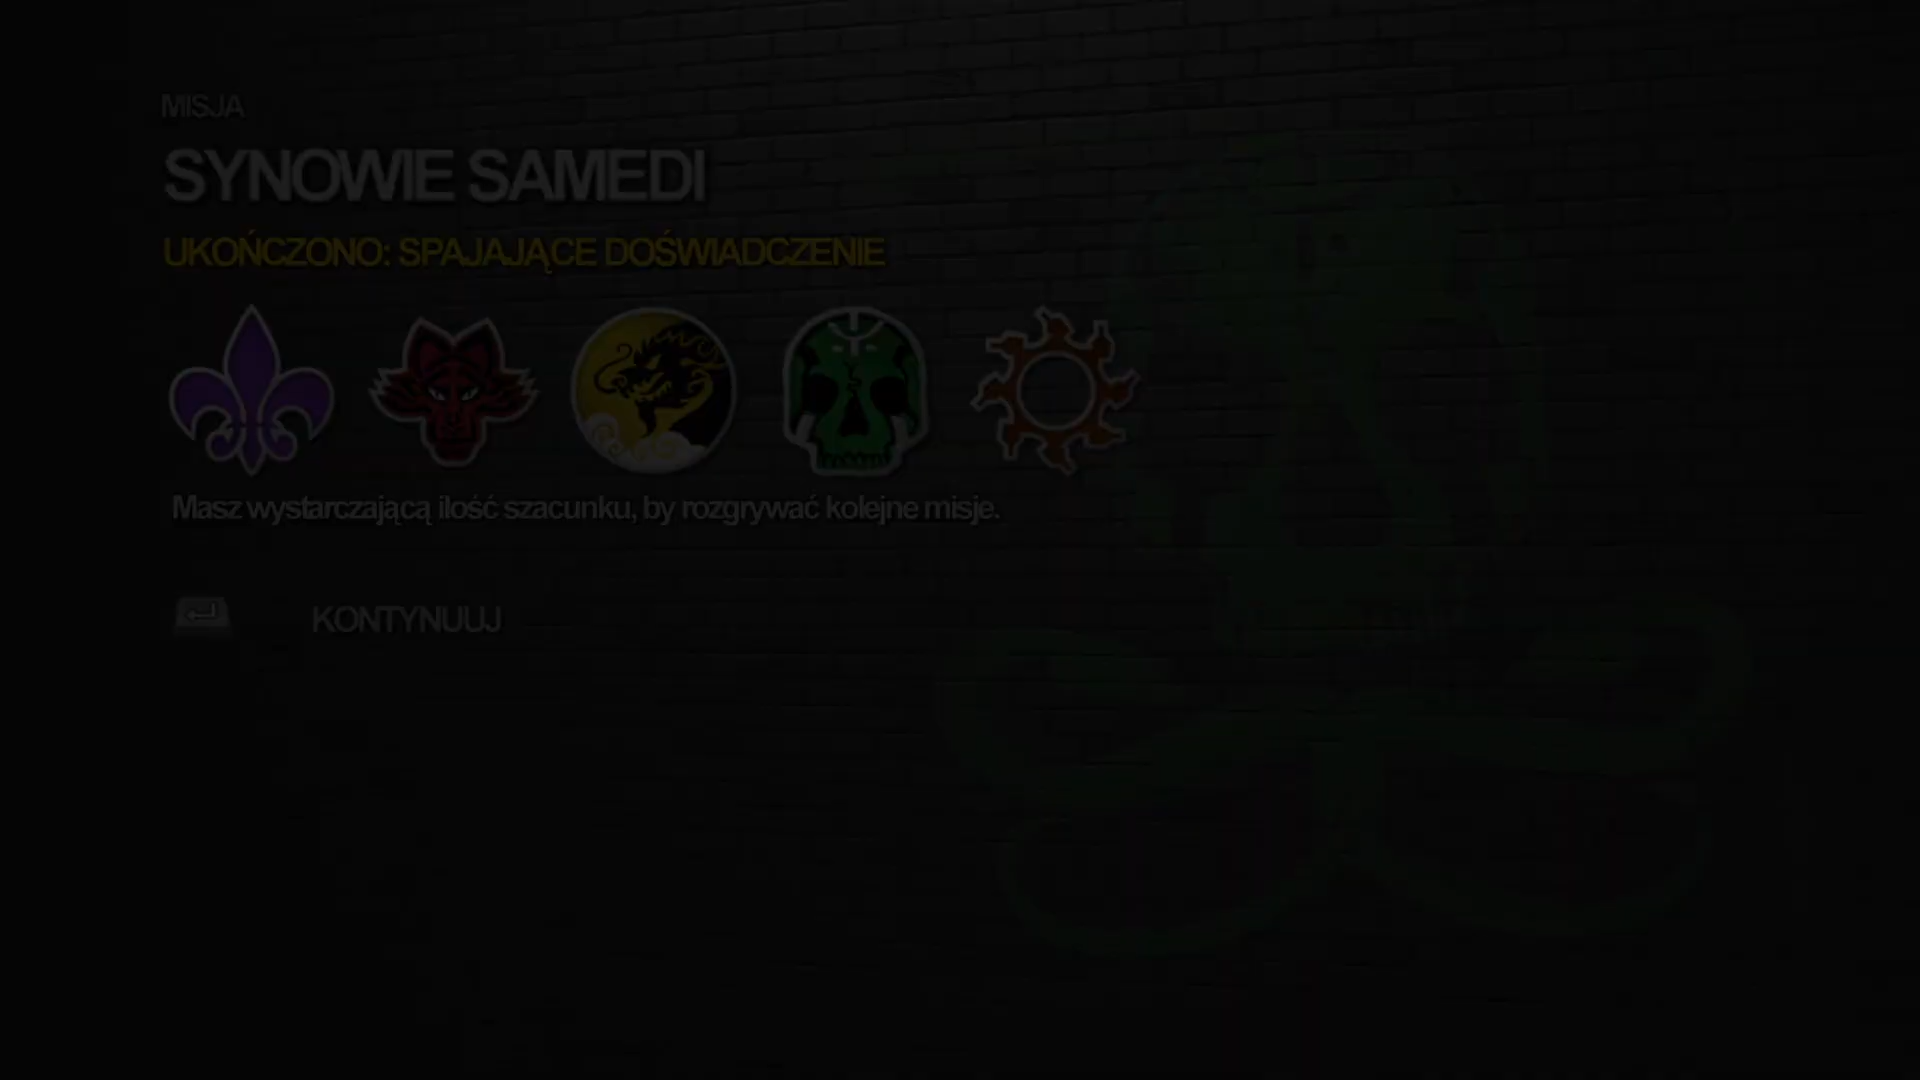 MISJA
SYNOWIE SAMEDI
UKOŃCZONO: SPAJAJĄCE DOŚWIADCZENIE
Masz wystarczającą ilość szacunku, by rozgrywać kolejne misje.
KONTYNUUJ